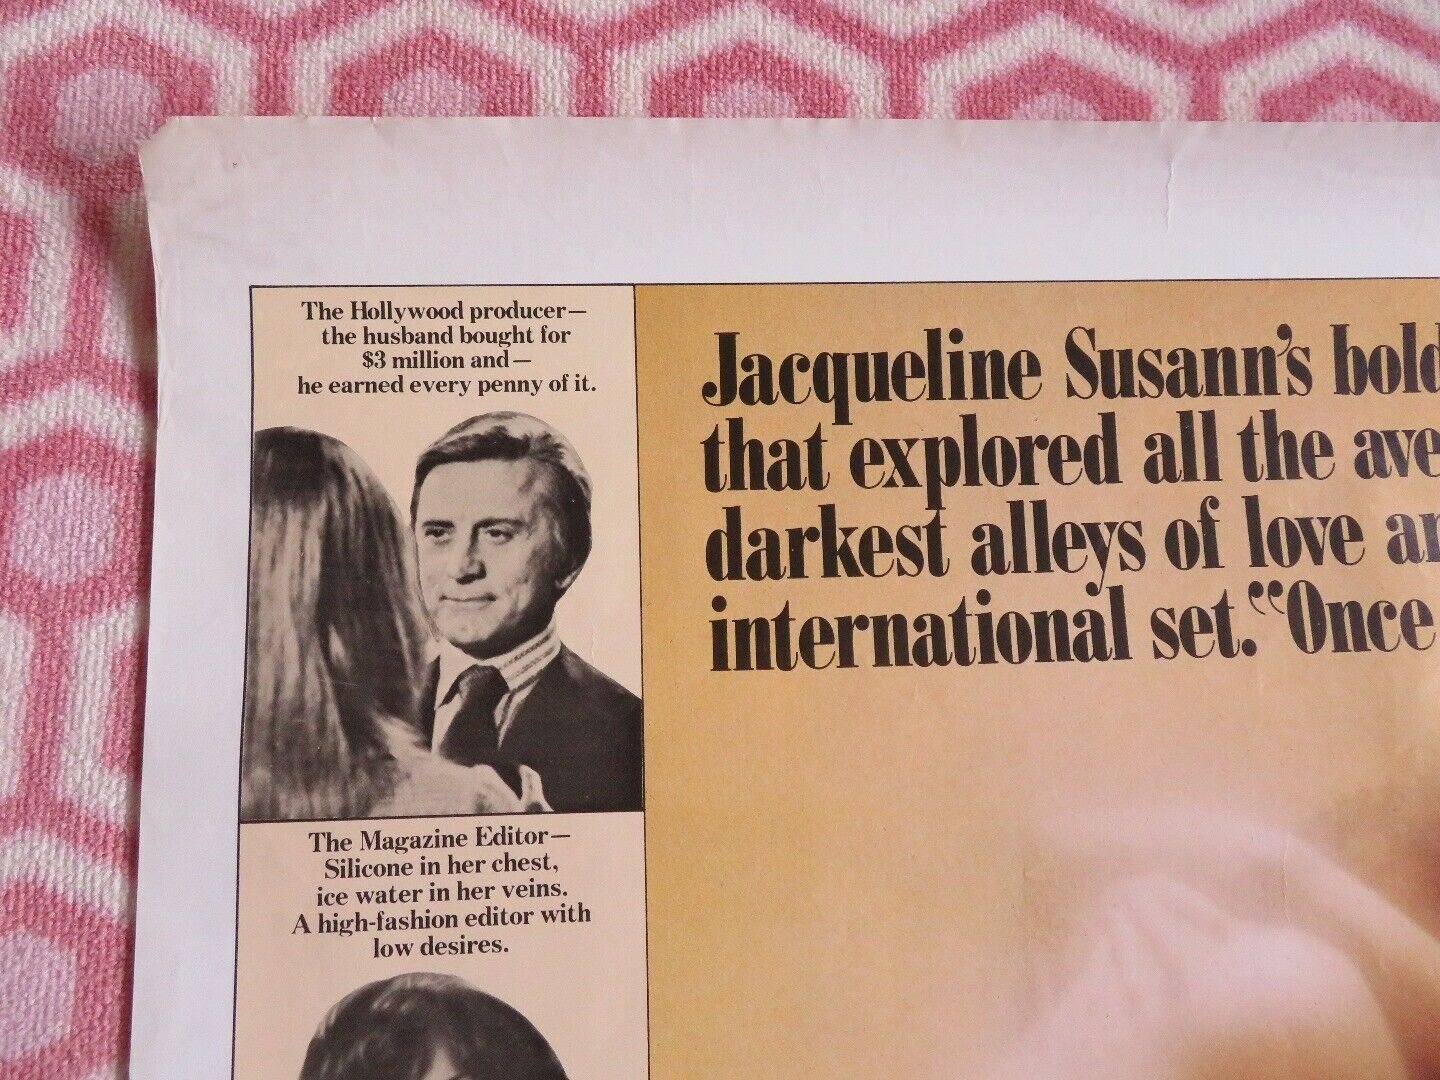 The Hollywood producer—
the husband bought for
$3 million and—
he earned every penny of it.
Jacqueline Susann's bold
that explored all the ave
darkest alleys of love
international set. “Once
The Magazine Editor—
Silicone in her chest,
ice water in her veins.
A high-fashion editor with
low desires.